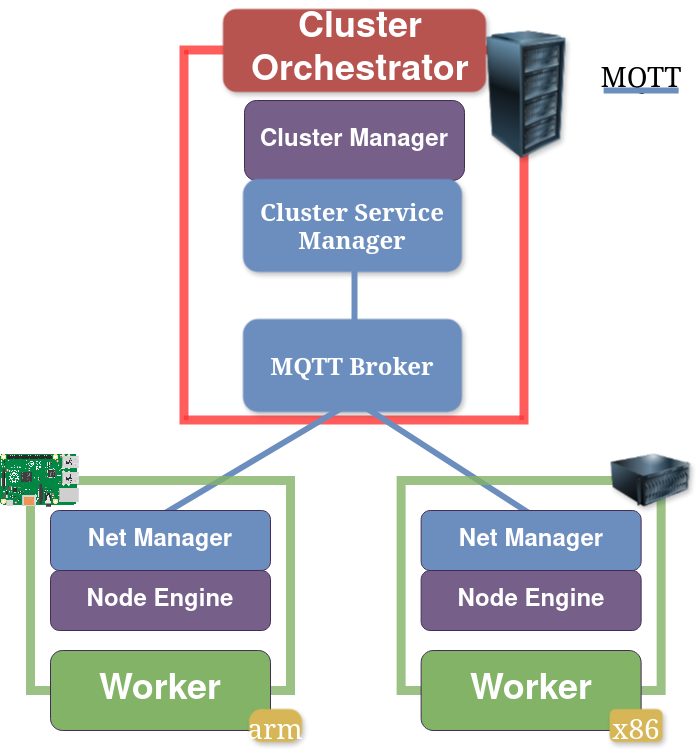 Cluster
Orchestrator
MQTT
Cluster Manager
Cluster Service
Manager
MQTT Broker
Net Manager
Node Engine
Worker
arm
Net Manager
Node Engine
Worker
x86